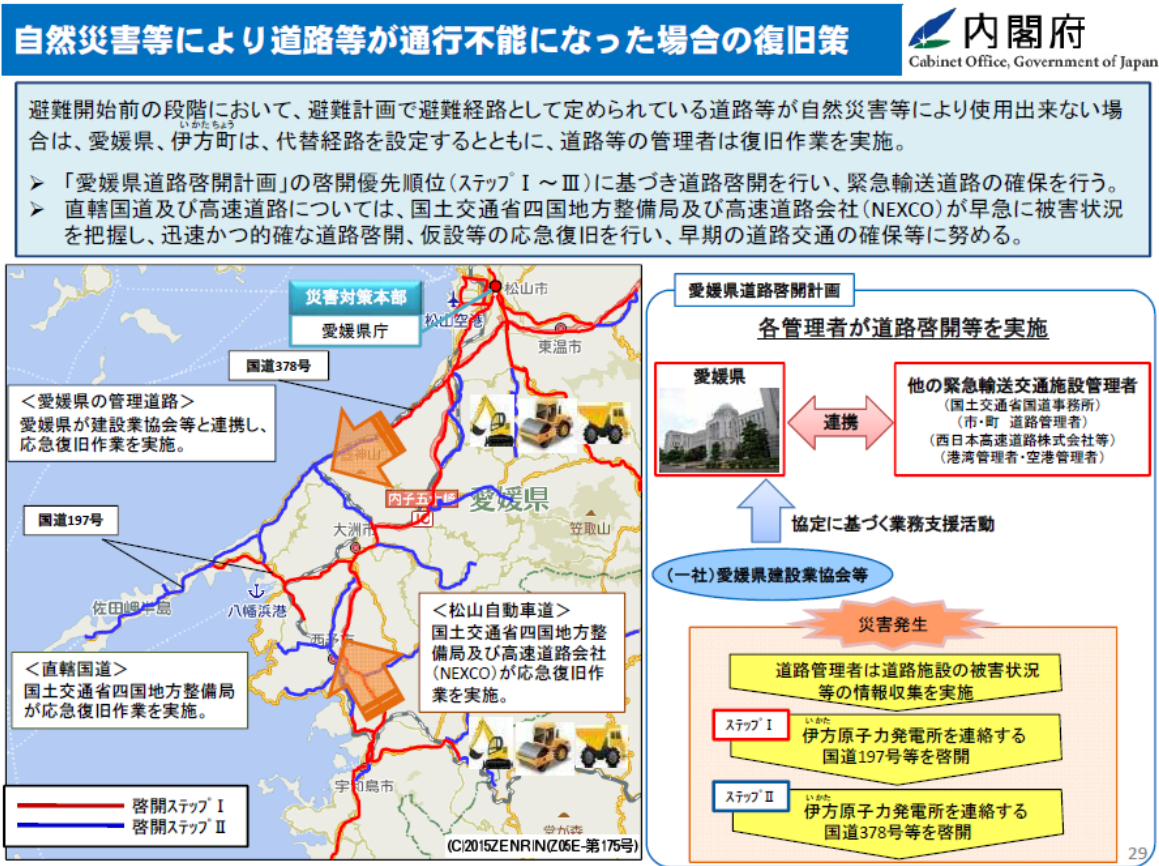 自然災害等により道路等が通行不能になった場合の復旧策
内閣府
Cabinet Office, Government of Japan
避難開始前の段階において、避難計画で避難経路として定められている道路等が自然災害等により使用出来ない場
いかたちょう
合は、愛媛県、伊方町は、代替経路を設定するとともに、道路等の管理者は復旧作業を実施。
➢ 「愛媛県道路啓開計画」の啓開優先順位(ステップⅠ～Ⅲ)に基づき道路啓開を行い、緊急輸送道路の確保を行う。
➢ 直轄国道及び高速道路については、国土交通省四国地方整備局及び高速道路会社(NEXCO)が早急に被害状況
を把握し、迅速かつ的確な道路啓開、仮設等の応急復旧を行い、早期の道路交通の確保等に努める。
災害対策本部
愛媛県庁
松山市
松山空港
東温市
国道378号
＜愛媛県の管理道路＞
愛媛県が建設業協会等と連携し、
応急復旧作業を実施。
内子五十崎
IC
愛媛県
笠取山
国道197号
大洲市
佐田岬半島
八幡浜港
西予市
＜松山自動車道＞
国土交通省四国地方整
備局及び高速道路会社
(NEXCO)が応急復旧作
業を実施。
＜直轄国道＞
国土交通省四国地方整備局
が応急復旧作業を実施。
宇和島市
堂が森
啓開ステップⅠ
啓開ステップⅡ
(C)2015ZENRIN(Z05E-第175号)
愛媛県道路啓開計画
各管理者が道路啓開等を実施
愛媛県
連携
他の緊急輸送交通施設管理者
(国土交通省国道事務所)
(市・町 道路管理者)
(西日本高速道路株式会社等)
(港湾管理者・空港管理者)
協定に基づく業務支援活動
(一社)愛媛県建設業協会等
災害発生
道路管理者は道路施設の被害状況
等の情報収集を実施
ステップⅠ
いかた
伊方原子力発電所を連絡する
国道197号等を啓開
ステップⅡ
いかた
伊方原子力発電所を連絡する
国道378号等を啓開
29